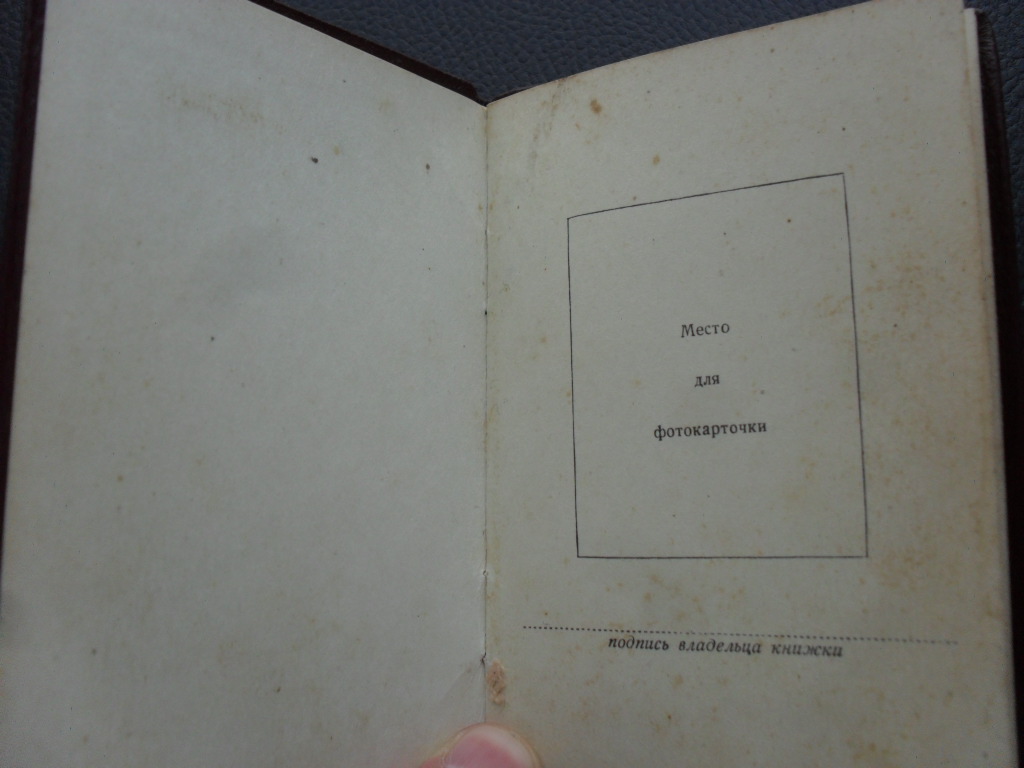 Место
для
фотокарточки
подпись владельца книжки